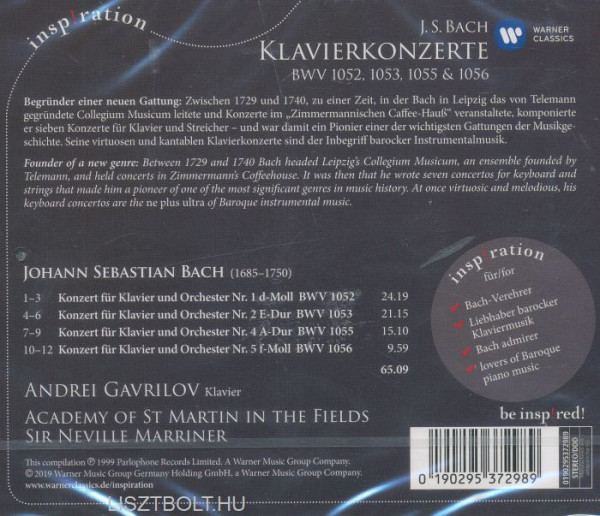 insp!ration
J. S. BACH
KLAVIERKONZERTE
BWV 1052, 1053, 1055 & 1056
WARNER
CLASSICS
Begründer einer neuen Gattung: Zwischen 1729 und 1740, zu einer Zeit, in der Bach in Leipzig das von Telemann
gegründete Collegium Musicum leitete und Konzerte im „Zimmermannischen Caffee-Hauß" veranstaltete, komponierte
er sieben Konzerte für Klavier und Streicher – und war damit ein Pionier einer der wichtigsten Gattungen der Musikge-
schichte. Seine virtuosen und kantablen Klavierkonzerte sind der Inbegriff barocker Instrumentalmusik.
Founder of a new genre: Between 1729 and 1740 Bach headed Leipzig's Collegium Musicum, an ensemble founded by
Telemann, and held concerts in Zimmermann's Coffeehouse. It was then that he wrote seven concertos for keyboard and
strings that made him a pioneer of one of the most significant genres in music history. At once virtuosic and melodious, his
keyboard concertos are the ne plus ultra of Baroque instrumental music.
JOHANN SEBASTIAN BACH (1685–1750)
1–3 Konzert für Klavier und Orchester Nr. 1 d-Moll BWV 1052 24.19
4–6 Konzert für Klavier und Orchester Nr. 2 E-Dur BWV 1053 21.15
7–9 Konzert für Klavier und Orchester Nr. 4 A-Dur BWV 1055 15.10
10–12 Konzert für Klavier und Orchester Nr. 5 f-Moll BWV 1056 9.59
65.09
ANDREI GAVRILOV Klavier
ACADEMY OF ST MARTIN IN THE FIELDS
SIR NEVILLE MARRINER
insp!ration
für/for
Bach-Verehrer
Liebhaber barocker
Klaviermusik
Bach admirer
lovers of Baroque
piano music
be insp!red!
This compilation ℗ 1999 Parlophone Records Limited. A Warner Music Group Company.
© 2019 Warner Music Group Germany Holding GmbH. A Warner Music Group Company.
www.warnerclassics.de/inspiration
0 190295 372989
0190295372989
STEREO/DDD
LISZTBOLT.HU